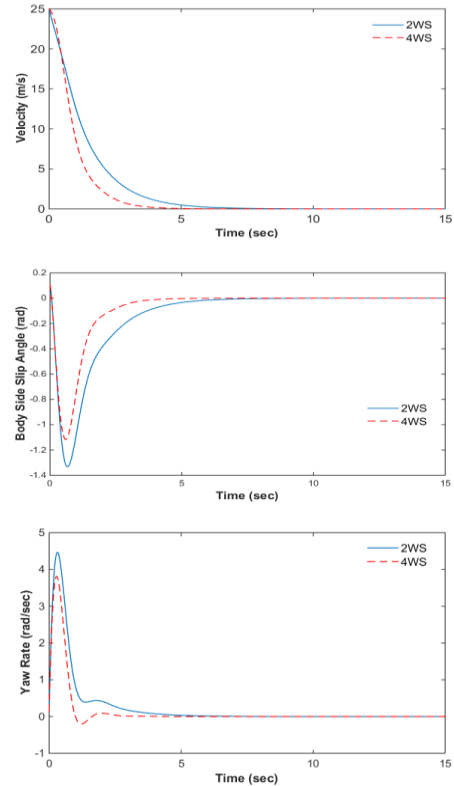 25
20
15
10
5
0
Velocity (m/s)
2WS
4WS
0 5 10 15
Time (sec)
0.2
0
-0.2
-0.4
-0.6
-0.8
-1
-1.2
-1.4
Body Side Slip Angle (rad)
2WS
4WS
0 5 10 15
Time (sec)
5
4
3
2
1
0
-1
Yaw Rate (rad/sec)
2WS
4WS
0 5 10 15
Time (sec)